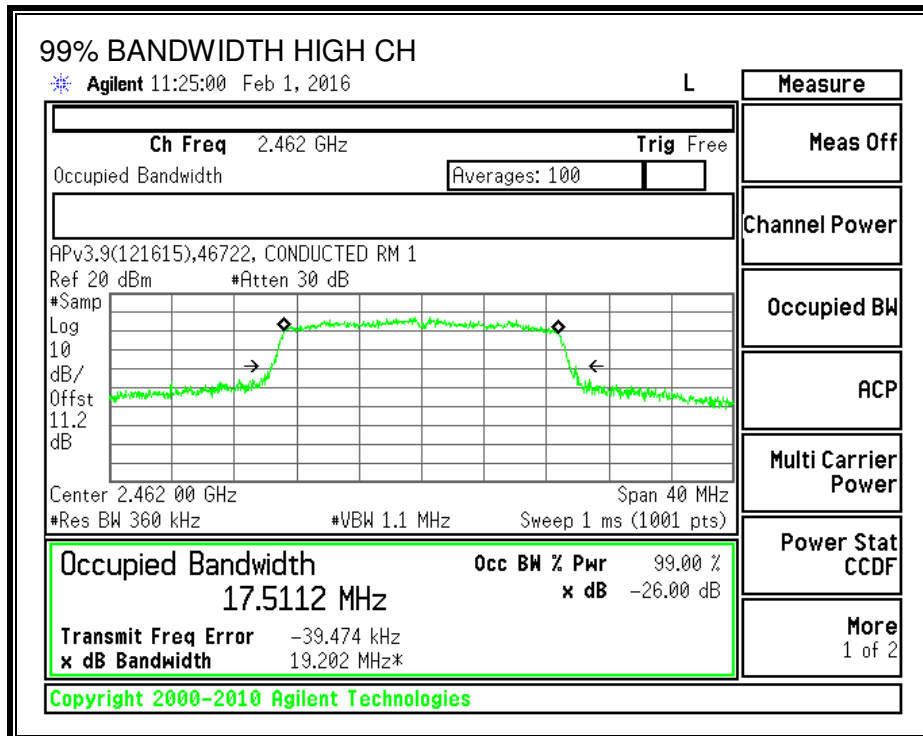 99% BANDWIDTH HIGH CH
Agilent 11:25:00 Feb 1, 2016 L
Measure
Ch Freq 2.462 GHz Trig Free
Occupied Bandwidth Averages: 100
APv3.9(121615),46722, CONDUCTED RM 1
Ref 20 dBm #Atten 30 dB
#Samp
Log
10
dB/
Offst
11.2
dB
Center 2.462 00 GHz Span 40 MHz
#Res BW 360 kHz #VBW 1.1 MHz Sweep 1 ms (1001 pts)
Occupied Bandwidth Occ BW % Pwr 99.00 %
17.5112 MHz x dB -26.00 dB
Transmit Freq Error -39.474 kHz
x dB Bandwidth 19.202 MHz*
Copyright 2000-2010 Agilent Technologies
Meas Off
Channel Power
Occupied BW
ACP
Multi Carrier
Power
Power Stat
CCDF
More
1 of 2